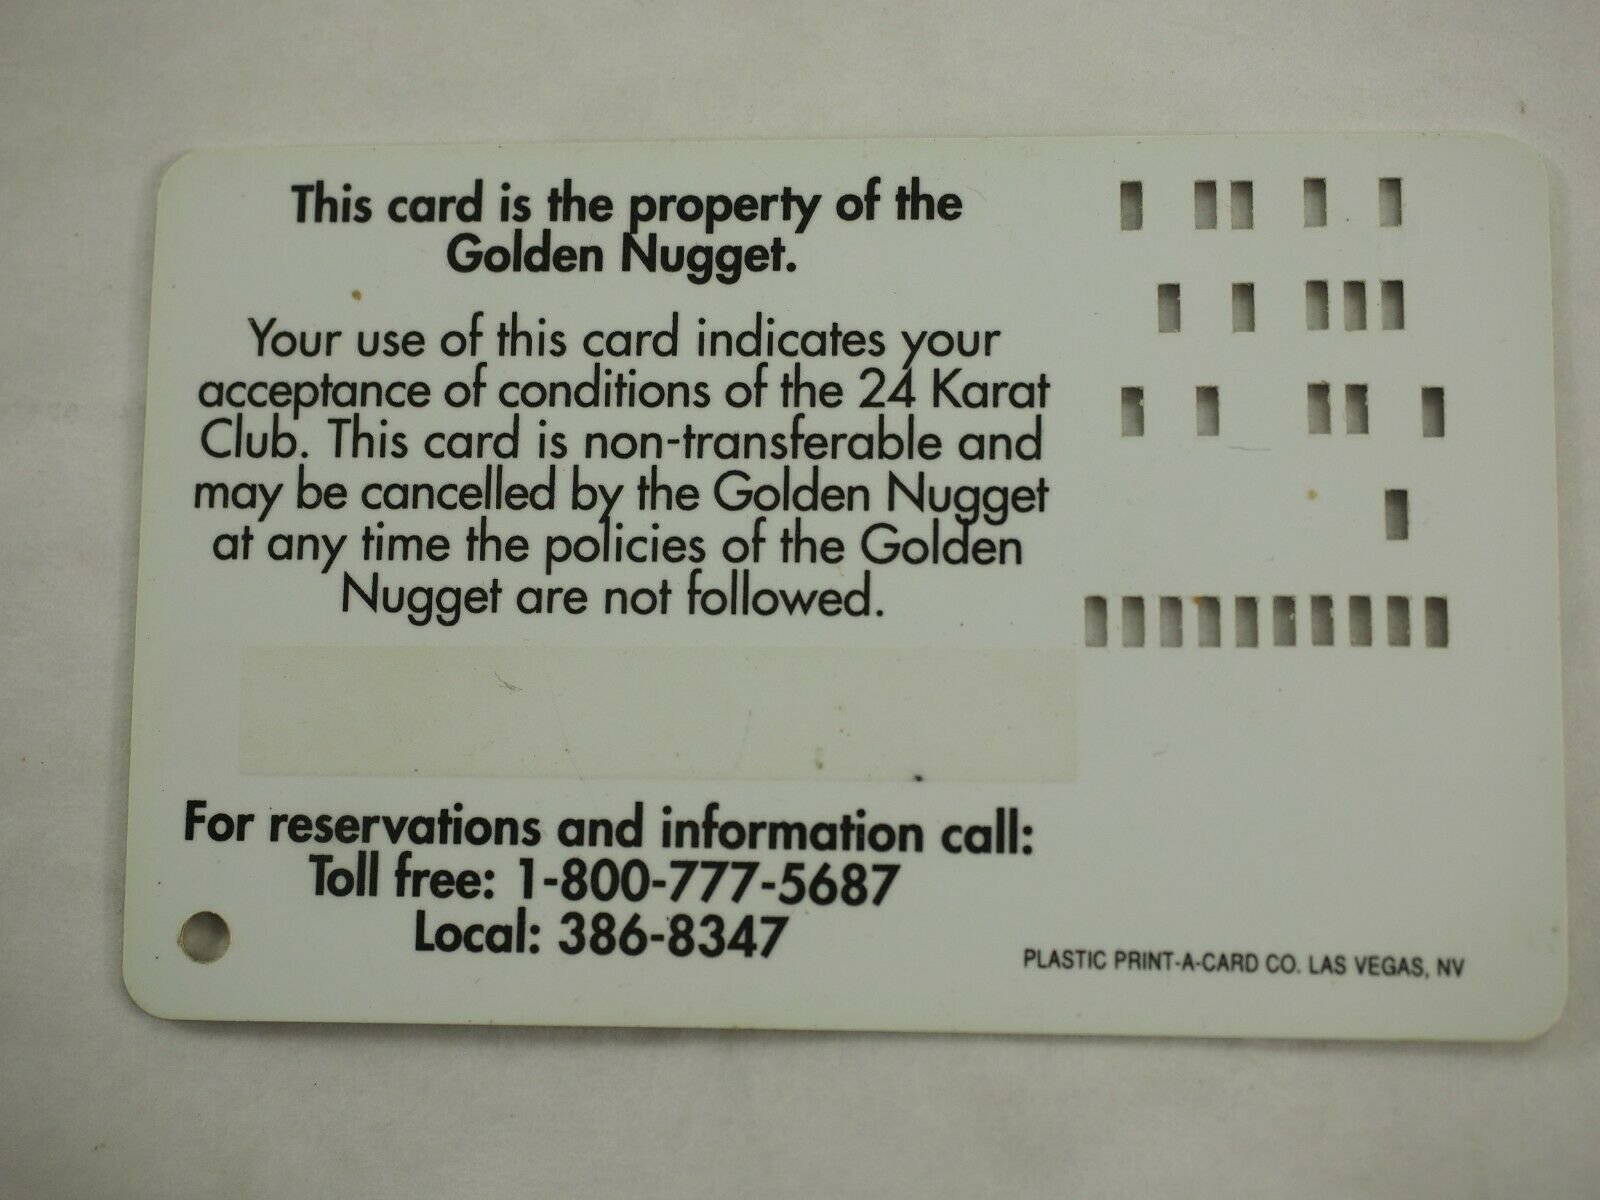 This card is the property of the
Golden Nugget.
Your use of this card indicates your
acceptance of conditions of the 24 Karat
Club. This card is non-transferable and
may be cancelled by the Golden Nugget
at any time the policies of the Golden
Nugget are not followed.
For reservations and information call:
Toll free: 1-800-777-5687
Local: 386-8347
PLASTIC PRINT-A-CARD CO. LAS VEGAS, NV